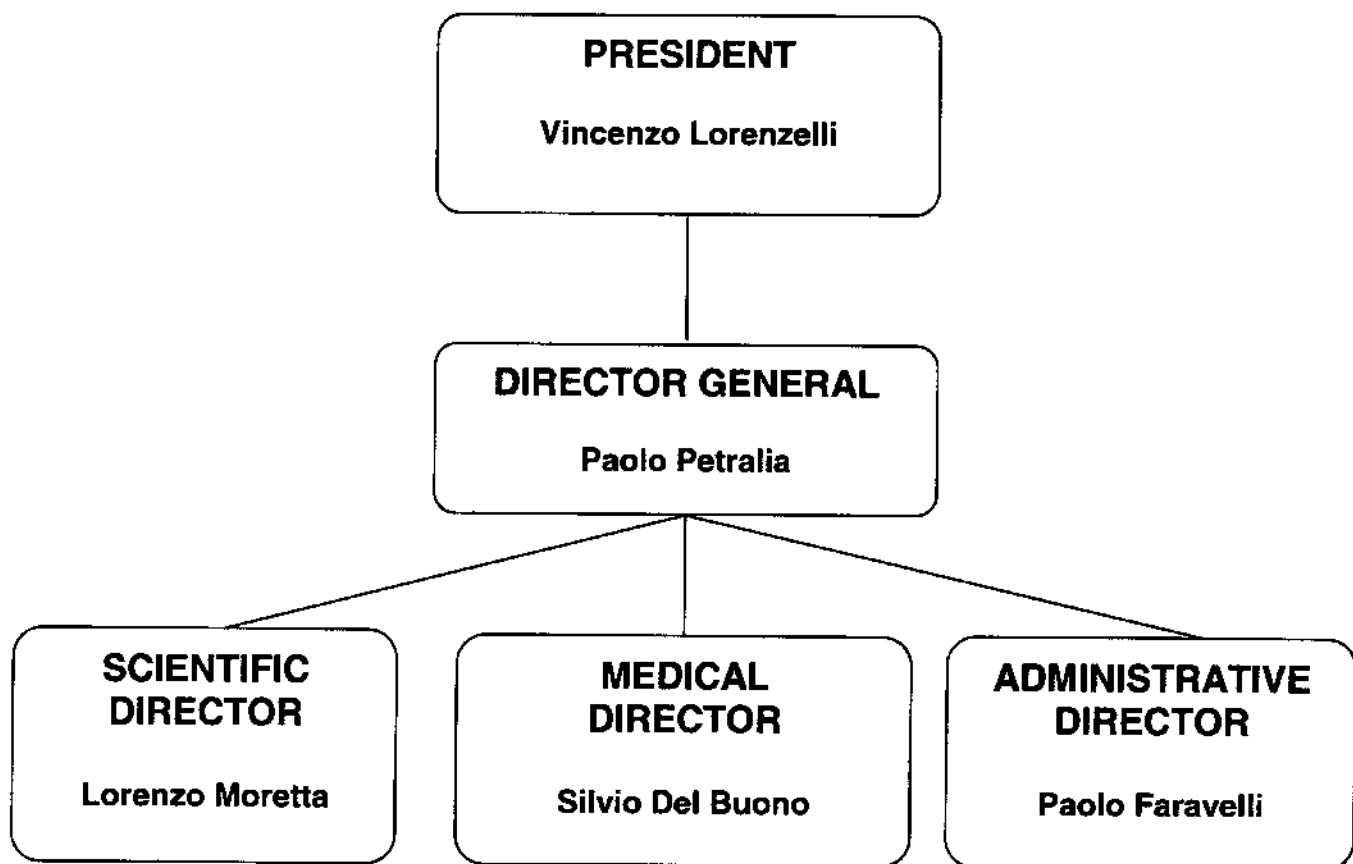 PRESIDENT
Vincenzo Lorenzelli
DIRECTOR GENERAL
Paolo Petralia
SCIENTIFIC
DIRECTOR
Lorenzo Moretta
MEDICAL
DIRECTOR
Silvio Del Buono
ADMINISTRATIVE
DIRECTOR
Paolo Faravelli